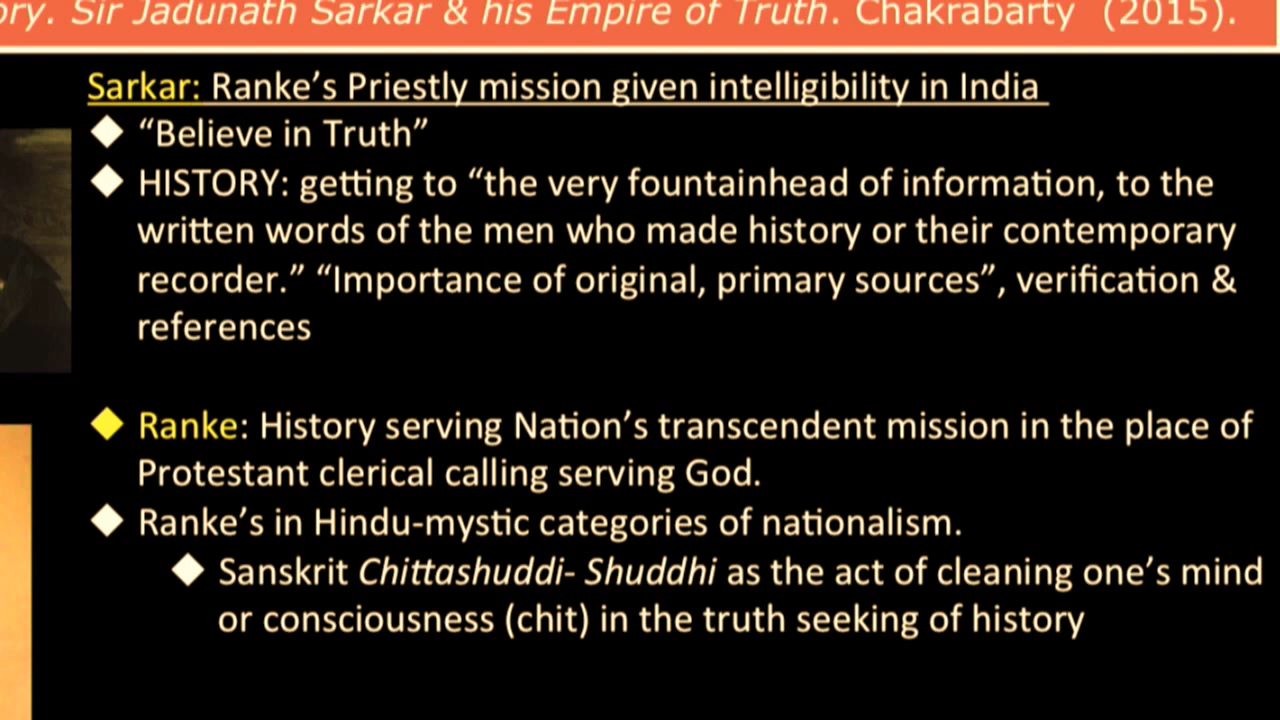 ory. Sir Jadunath Sarkar & his Empire of Truth. Chakrabarty (2015).
Sarkar: Ranke’s Priestly mission given intelligibility in India
“Believe in Truth”
HISTORY: getting to “the very fountainhead of information, to the
written words of the men who made history or their contemporary
recorder.” “Importance of original, primary sources”, verification &
references
Ranke: History serving Nation’s transcendent mission in the place of
Protestant clerical calling serving God.
Ranke’s in Hindu-mystic categories of nationalism.
Sanskrit Chittashuddi- Shuddhi as the act of cleaning one’s mind
or consciousness (chit) in the truth seeking of history